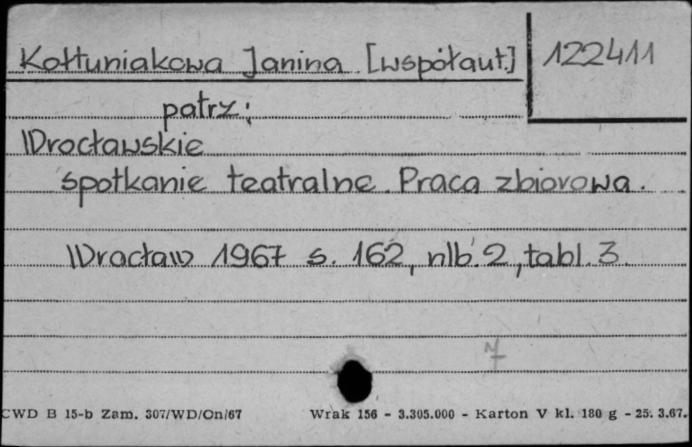 Kołtuniakowa Janina [współaut.] 122411
patrz:
Wrocławskie
spotkanie teatralne. Praca zbiorowa.
Wrocław 1967 s. 162, nlb. 2, tabl. 3.
7
CWD B 15-b Zam. 307/WD/On/67 Wrak 156 - 3.305.000 - Karton V kl. 180 g - 25. 3.67.